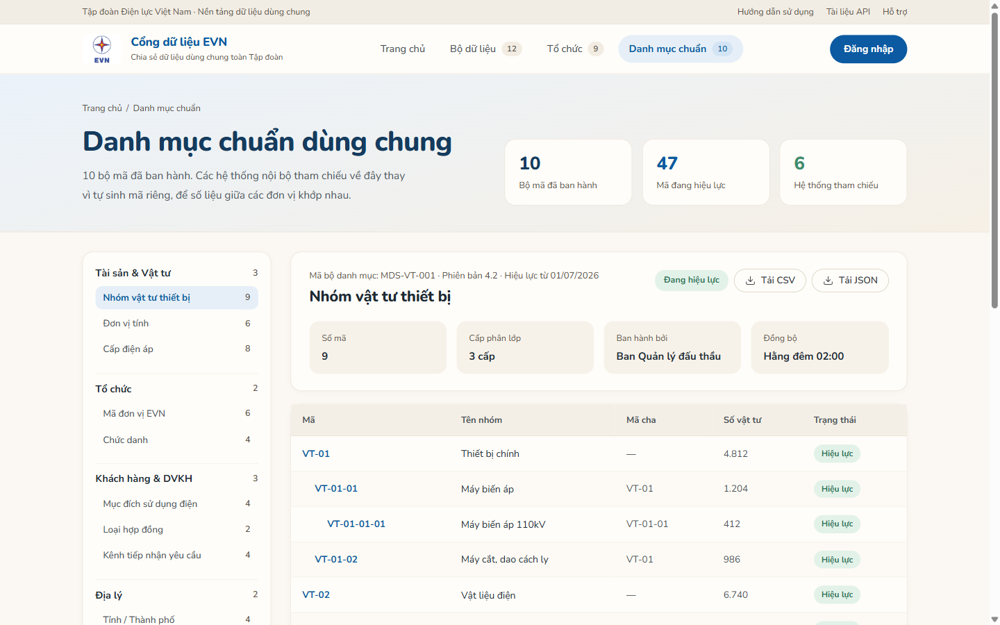 Tập đoàn Điện lực Việt Nam · Nền tảng dữ liệu dùng chung
Hướng dẫn sử dụng Tài liệu API Hỗ trợ
EVN
Cổng dữ liệu EVN
Chia sẻ dữ liệu dùng chung toàn Tập đoàn
Trang chủ Bộ dữ liệu 12 Tổ chức 9 Danh mục chuẩn 10
Đăng nhập
Trang chủ / Danh mục chuẩn
Danh mục chuẩn dùng chung
10 bộ mã đã ban hành. Các hệ thống nội bộ tham chiếu về đây thay
vì tự sinh mã riêng, để số liệu giữa các đơn vị khớp nhau.
10
Bộ mã đã ban hành
47
Mã đang hiệu lực
6
Hệ thống tham chiếu
Tài sản & Vật tư 3
Nhóm vật tư thiết bị 9
Đơn vị tính 6
Cấp điện áp 8
Tổ chức 2
Mã đơn vị EVN 6
Chức danh 4
Khách hàng & DVKH 3
Mục đích sử dụng điện 4
Loại hợp đồng 2
Kênh tiếp nhận yêu cầu 4
Địa lý 2
Tỉnh / Thành phố 4
Mã bộ danh mục: MDS-VT-001 · Phiên bản 4.2 · Hiệu lực từ 01/07/2026
Nhóm vật tư thiết bị
Đang hiệu lực Tải CSV Tải JSON
Số mã
9
Cấp phân lớp
3 cấp
Ban hành bởi
Ban Quản lý đấu thầu
Đồng bộ
Hằng đêm 02:00
Mã Tên nhóm Mã cha Số vật tư Trạng thái
VT-01 Thiết bị chính — 4.812 Hiệu lực
VT-01-01 Máy biến áp VT-01 1.204 Hiệu lực
VT-01-01-01 Máy biến áp 110kV VT-01-01 412 Hiệu lực
VT-01-02 Máy cắt, dao cách ly VT-01 986 Hiệu lực
VT-02 Vật liệu điện — 6.740 Hiệu lực